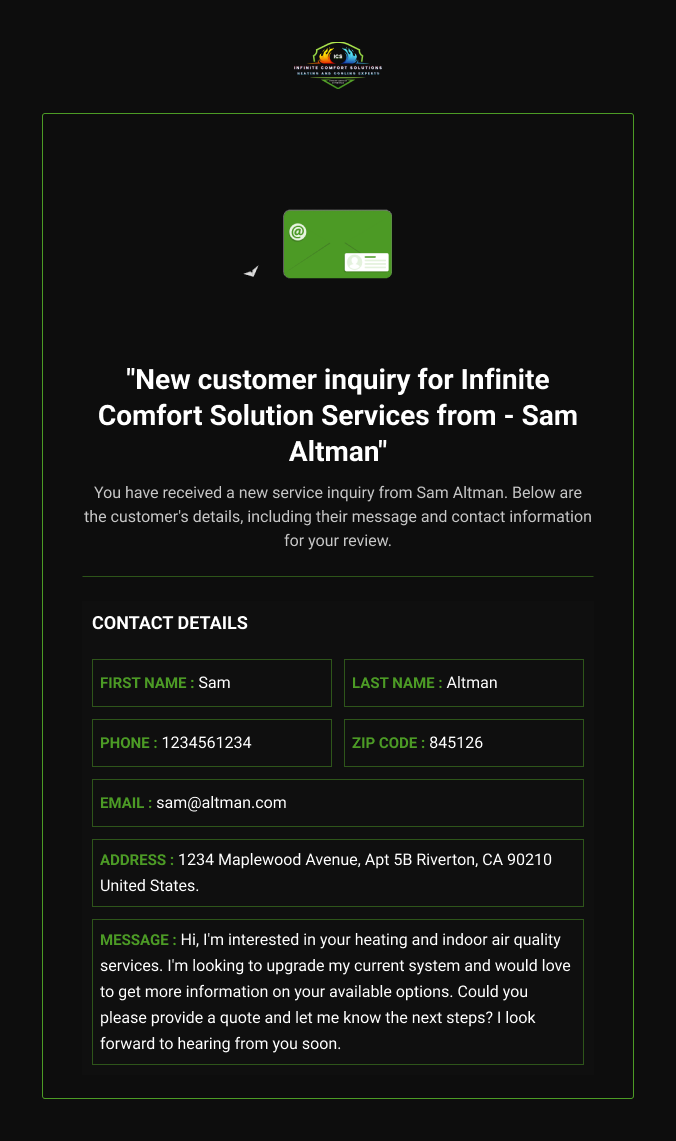 ICS
INFINITE COMFORT SOLUTIONS
HEATING AND COOLING EXPERTS
@
"New customer inquiry for Infinite
Comfort Solution Services from - Sam
Altman"
You have received a new service inquiry from Sam Altman. Below are
the customer's details, including their message and contact information
for your review.
CONTACT DETAILS
FIRST NAME : Sam
LAST NAME : Altman
PHONE : 1234561234
ZIP CODE : 845126
EMAIL : sam@altman.com
ADDRESS : 1234 Maplewood Avenue, Apt 5B Riverton, CA 90210
United States.
MESSAGE : Hi, I'm interested in your heating and indoor air quality
services. I'm looking to upgrade my current system and would love
to get more information on your available options. Could you
please provide a quote and let me know the next steps? I look
forward to hearing from you soon.